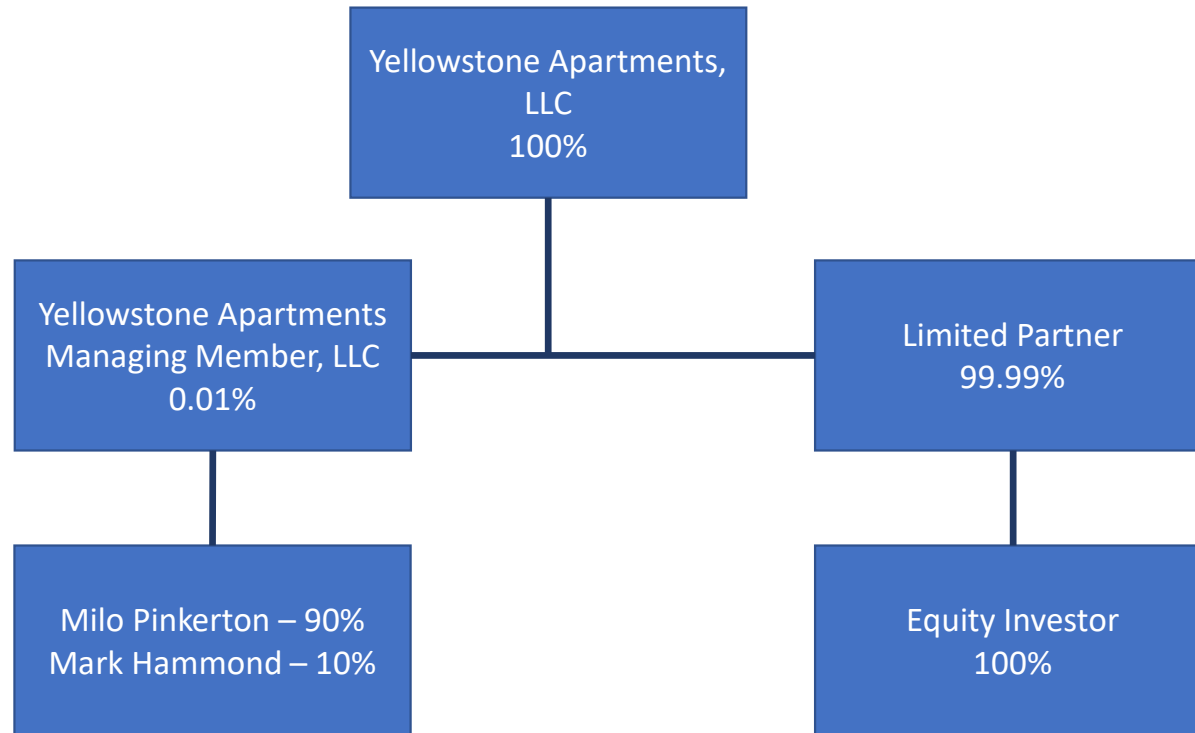 Yellowstone Apartments,
LLC
100%
Yellowstone Apartments
Managing Member, LLC
0.01%
Limited Partner
99.99%
Milo Pinkerton – 90%
Mark Hammond – 10%
Equity Investor
100%